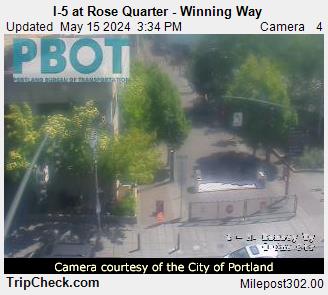 I-5 at Rose Quarter - Winning Way
Updated May 15 2024 3:34 PM Camera 4
PBOT
PORTLAND BUREAU OF TRANSPORTATION
Camera courtesy of the City of Portland
TripCheck.com Milepost302.00